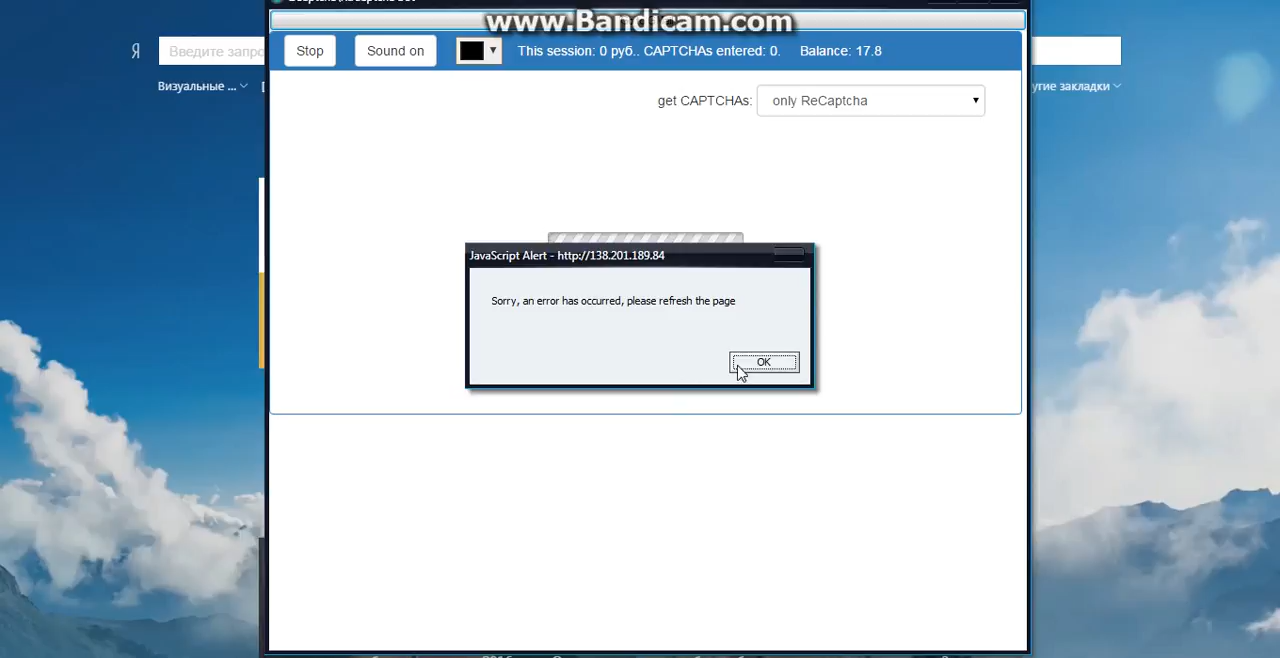 www.Bandicam.com
Я
Введите запро
Stop
Sound on
This session: 0 руб.. CAPTCHAs entered: 0.
Balance: 17.8
Визуальные ...
угие закладки
get CAPTCHAs:
only ReCaptcha
JavaScript Alert - http://138.201.189.84
Sorry, an error has occurred, please refresh the page
OK